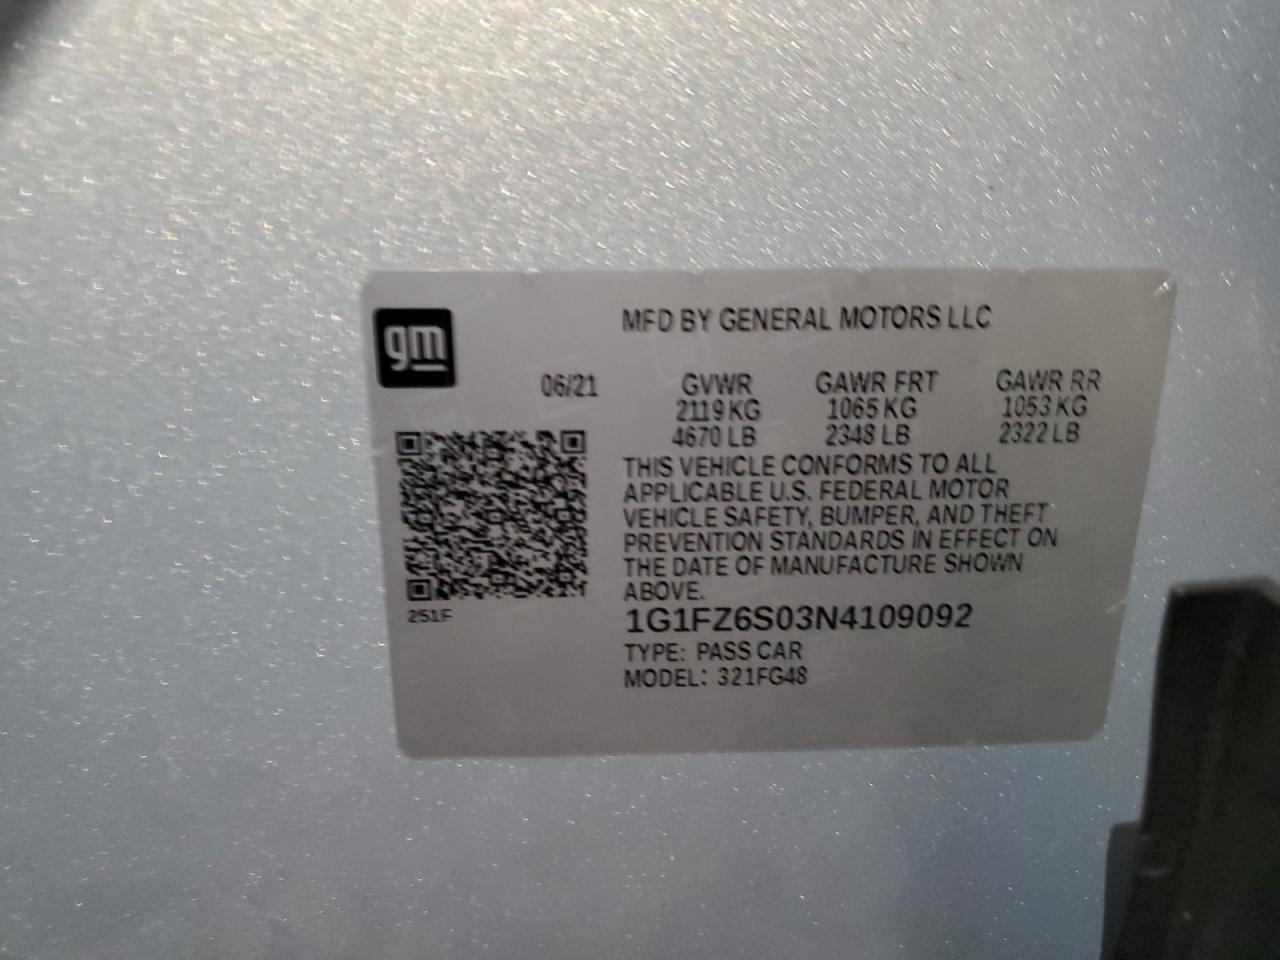 gm
MFD BY GENERAL MOTORS LLC
06/21 GVWR GAWR FRT GAWR RR
2119 KG 1065 KG 1053 KG
4670 LB 2348 LB 2322 LB
THIS VEHICLE CONFORMS TO ALL
APPLICABLE U.S. FEDERAL MOTOR
VEHICLE SAFETY, BUMPER, AND THEFT
PREVENTION STANDARDS IN EFFECT ON
THE DATE OF MANUFACTURE SHOWN
ABOVE.
251F
1G1FZ6S03N4109092
TYPE: PASS CAR
MODEL: 321FG48